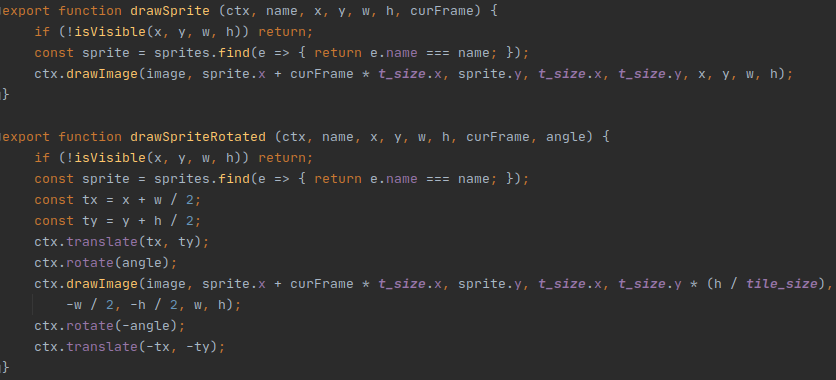 export function drawSprite (ctx, name, x, y, w, h, curFrame) {
    if (!isVisible(x, y, w, h)) return;
    const sprite = sprites.find(e => { return e.name === name; });
    ctx.drawImage(image, sprite.x + curFrame * t_size.x, sprite.y, t_size.x, t_size.y, x, y, w, h);
}

export function drawSpriteRotated (ctx, name, x, y, w, h, curFrame, angle) {
    if (!isVisible(x, y, w, h)) return;
    const sprite = sprites.find(e => { return e.name === name; });
    const tx = x + w / 2;
    const ty = y + h / 2;
    ctx.translate(tx, ty);
    ctx.rotate(angle);
    ctx.drawImage(image, sprite.x + curFrame * t_size.x, sprite.y, t_size.x, t_size.y * (h / tile_size),
        -w / 2, -h / 2, w, h);
    ctx.rotate(-angle);
    ctx.translate(-tx, -ty);
}